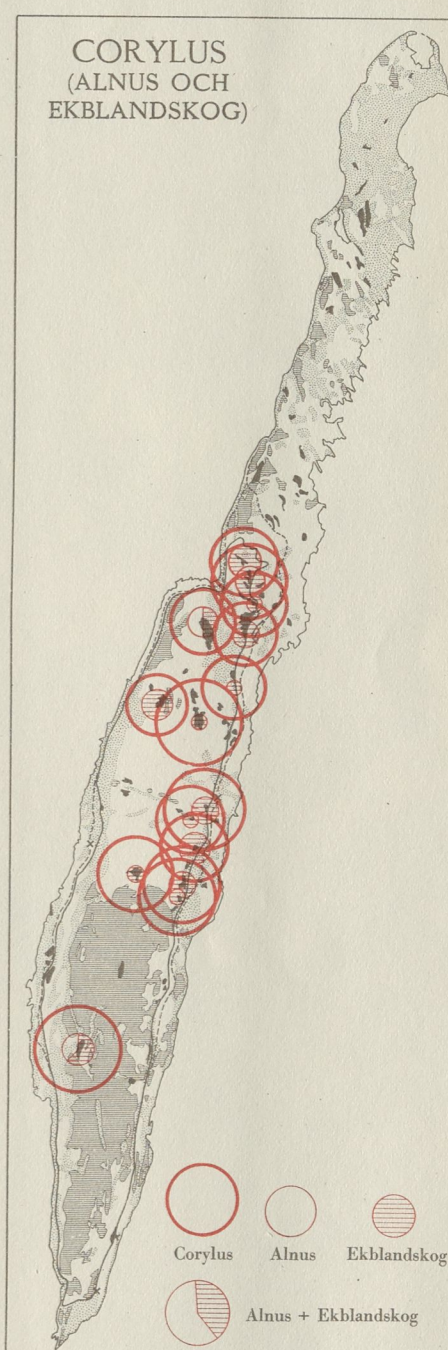 CORYLUS
(ALNUS OCH
EKBLANDSKOG)
Corylus
Alnus
Ekblandskog
Alnus + Ekblandskog